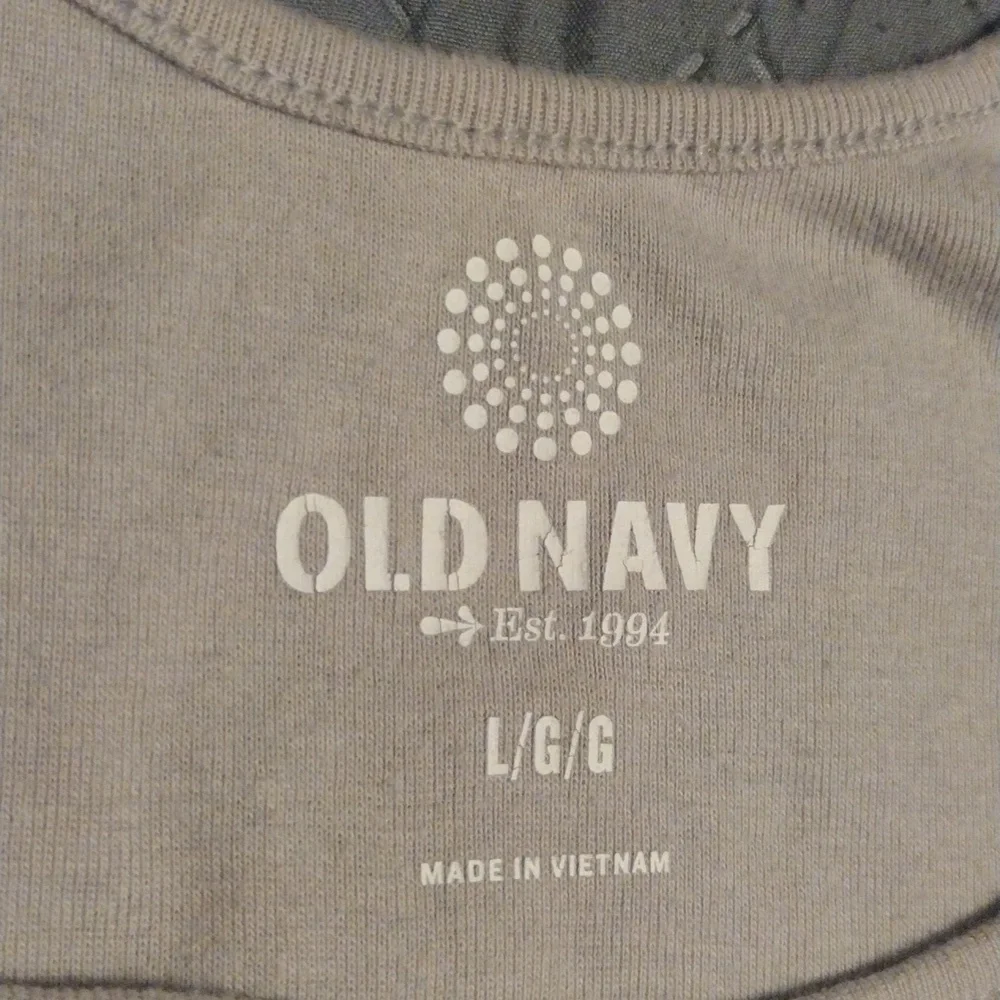 OLD NAVY
Est. 1994
L/G/G
MADE IN VIETNAM